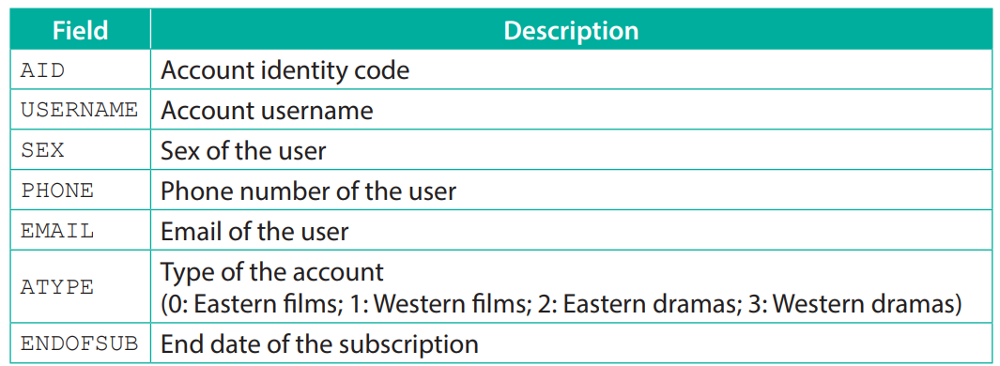 Field Description
AID Account identity code
USERNAME Account username
SEX Sex of the user
PHONE Phone number of the user
EMAIL Email of the user
ATYPE Type of the account
(0: Eastern films; 1: Western films; 2: Eastern dramas; 3: Western dramas)
ENDOFSUB End date of the subscription